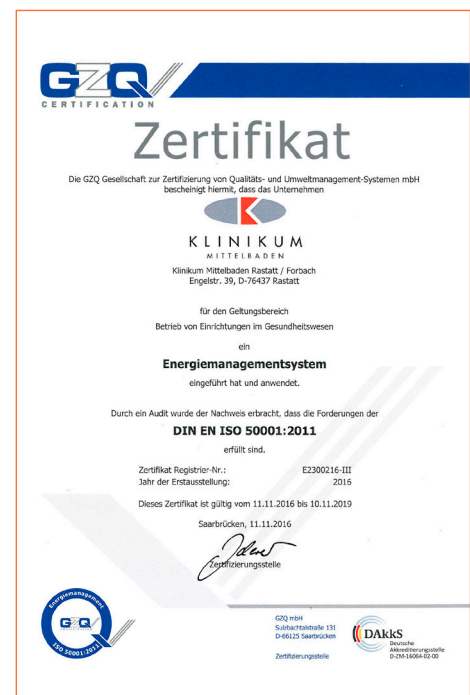 GZQ
CERTIFICATION
Zertifikat
Die GZQ Gesellschaft zur Zertifizierung von Qualitäts- und Umweltmanagement-Systemen mbH
bescheinigt hiermit, dass das Unternehmen
KLINIKUM
MITTELBADEN
Klinikum Mittelbaden Rastatt / Forbach
Engelstr. 39, D-76437 Rastatt
für den Geltungsbereich
Betrieb von Einrichtungen im Gesundheitswesen
ein
Energiemanagementsystem
eingeführt hat und anwendet.
Durch ein Audit wurde der Nachweis erbracht, dass die Forderungen der
DIN EN ISO 50001:2011
erfüllt sind.
Zertifikat Registrier-Nr.: E2300216-III
Jahr der Erstausstellung: 2016
Dieses Zertifikat ist gültig vom 11.11.2016 bis 10.11.2019
Saarbrücken, 11.11.2016
Zertifizierungsstelle
Energiemanagement
GZQ
ISO 50001:2011
GZQ mbH
Sulzbachtalstraße 131
D-66125 Saarbrücken
Zertifizierungsstelle
DAkkS
Deutsche
Akkreditierungsstelle
D-ZM-16064-02-00